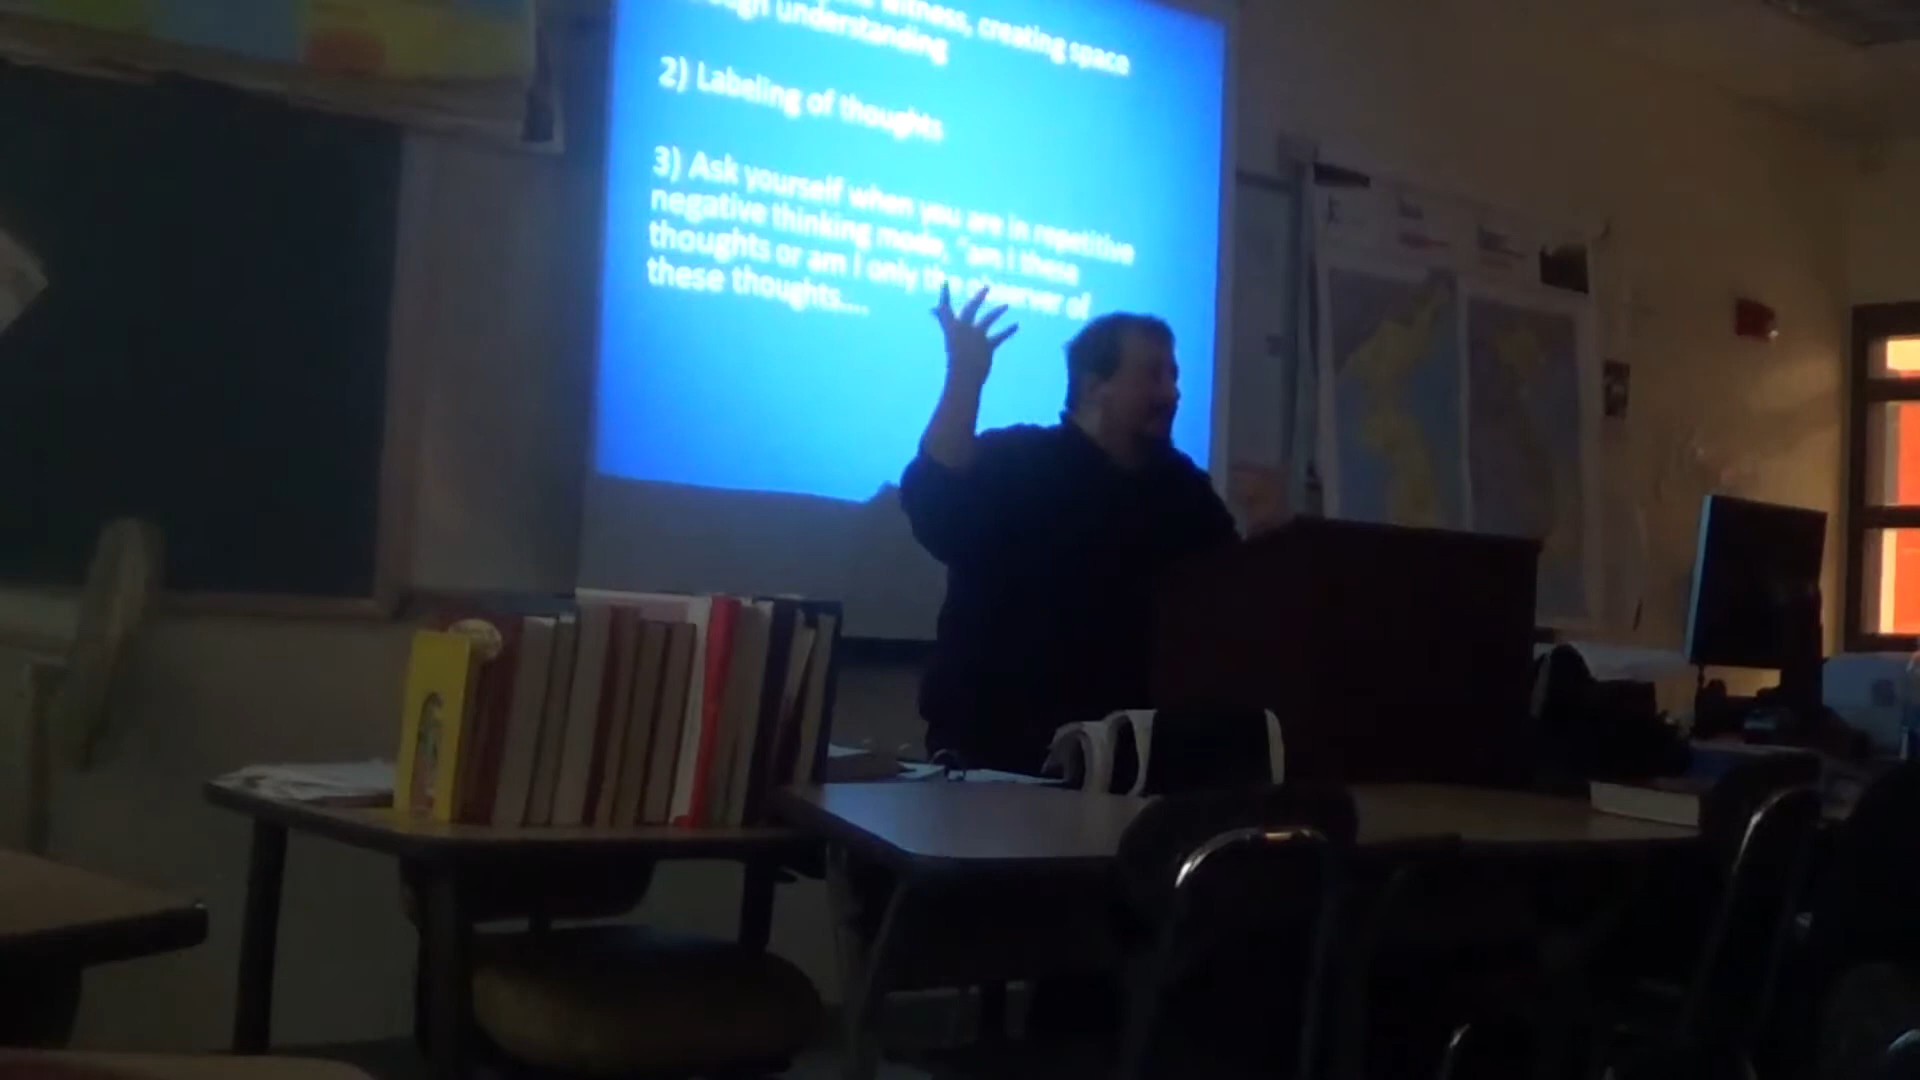 witness, creating space
understanding
2) Labeling of thoughts
3) Ask yourself when you are in repetitive
negative thinking mode, "am I these
thoughts or am I only the observer of
these thoughts....